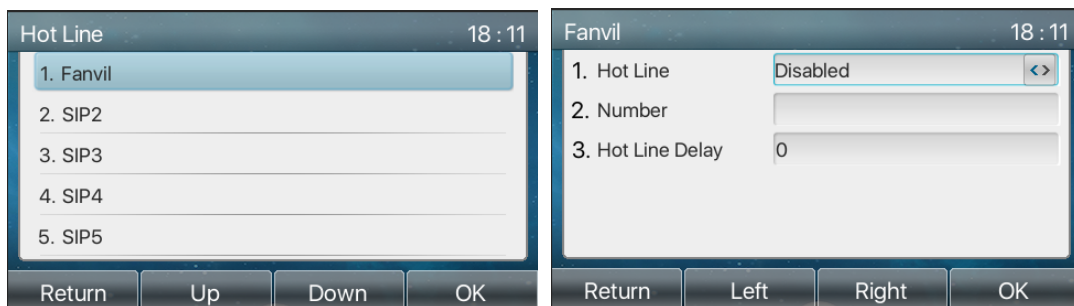 Hot Line 18 : 11
1. Fanvil
2. SIP2
3. SIP3
4. SIP4
5. SIP5
Return Up Down OK
Fanvil 18 : 11
1. Hot Line Disabled <>
2. Number
3. Hot Line Delay 0
Return Left Right OK